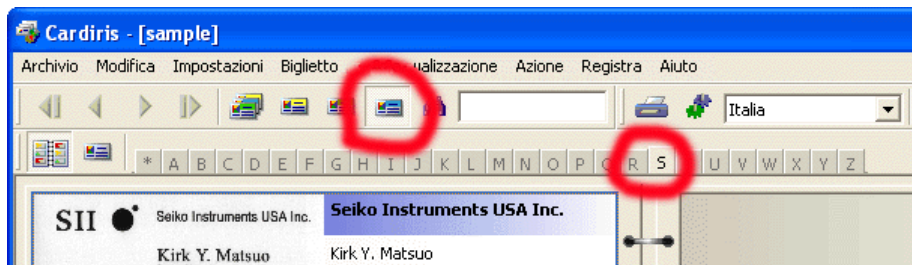 Cardiris - [sample]
Archivio Modifica Impostazioni Biglietto ualizzazione Azione Registra Aiuto
Italia
* A B C D E F G H I J K L M N O P R S U V W X Y Z
SII Seiko Instruments USA Inc. Seiko Instruments USA Inc.
Kirk Y. Matsuo Kirk Y. Matsuo